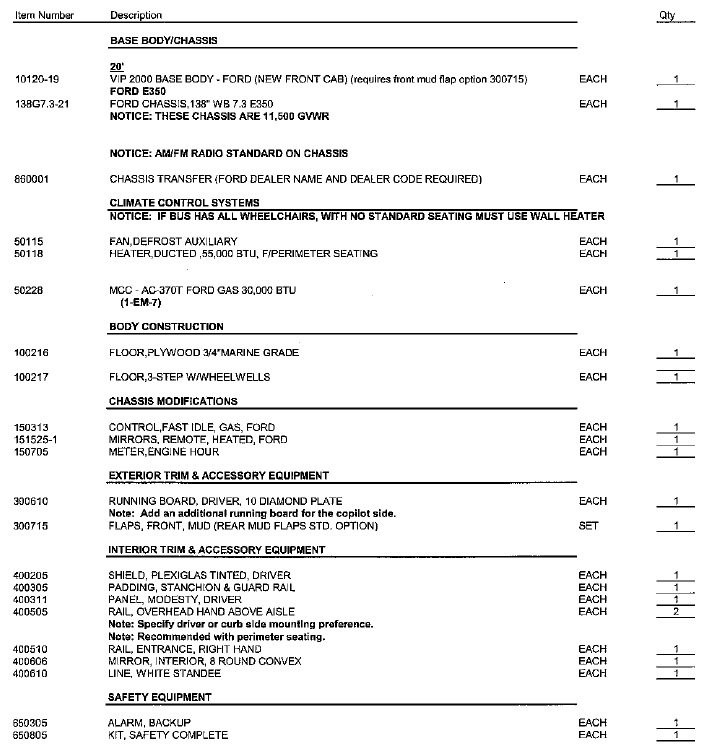 Item Number Description Qty
BASE BODY/CHASSIS
20'
10120-19 VIP 2000 BASE BODY - FORD (NEW FRONT CAB) (requires front mud flap option 300715) EACH 1
FORD E350
138G7.3-21 FORD CHASSIS,138" WB 7.3 E350 EACH 1
NOTICE: THESE CHASSIS ARE 11,500 GVWR
NOTICE: AM/FM RADIO STANDARD ON CHASSIS
860001 CHASSIS TRANSFER (FORD DEALER NAME AND DEALER CODE REQUIRED) EACH 1
CLIMATE CONTROL SYSTEMS
NOTICE: IF BUS HAS ALL WHEELCHAIRS, WITH NO STANDARD SEATING MUST USE WALL HEATER
50115 FAN,DEFROST AUXILIARY EACH 1
50118 HEATER,DUCTED ,55,000 BTU, F/PERIMETER SEATING EACH 1
50228 MCC - AC-370T FORD GAS 30,000 BTU EACH 1
(1-EM-7)
BODY CONSTRUCTION
100216 FLOOR,PLYWOOD 3/4"MARINE GRADE EACH 1
100217 FLOOR,3-STEP W/WHEELWELLS EACH 1
CHASSIS MODIFICATIONS
150313 CONTROL,FAST IDLE, GAS, FORD EACH 1
151525-1 MIRRORS, REMOTE, HEATED, FORD EACH 1
150705 METER,ENGINE HOUR EACH 1
EXTERIOR TRIM & ACCESSORY EQUIPMENT
390610 RUNNING BOARD, DRIVER, 10 DIAMOND PLATE EACH 1
Note: Add an additional running board for the copilot side.
300715 FLAPS, FRONT, MUD (REAR MUD FLAPS STD. OPTION) SET 1
INTERIOR TRIM & ACCESSORY EQUIPMENT
400205 SHIELD, PLEXIGLAS TINTED, DRIVER EACH 1
400305 PADDING, STANCHION & GUARD RAIL EACH 1
400311 PANEL, MODESTY, DRIVER EACH 1
400505 RAIL, OVERHEAD HAND ABOVE AISLE EACH 2
Note: Specify driver or curb side mounting preference.
Note: Recommended with perimeter seating.
400510 RAIL, ENTRANCE, RIGHT HAND EACH 1
400606 MIRROR, INTERIOR, 8 ROUND CONVEX EACH 1
400610 LINE, WHITE STANDEE EACH 1
SAFETY EQUIPMENT
650305 ALARM, BACKUP EACH 1
650805 KIT, SAFETY COMPLETE EACH 1